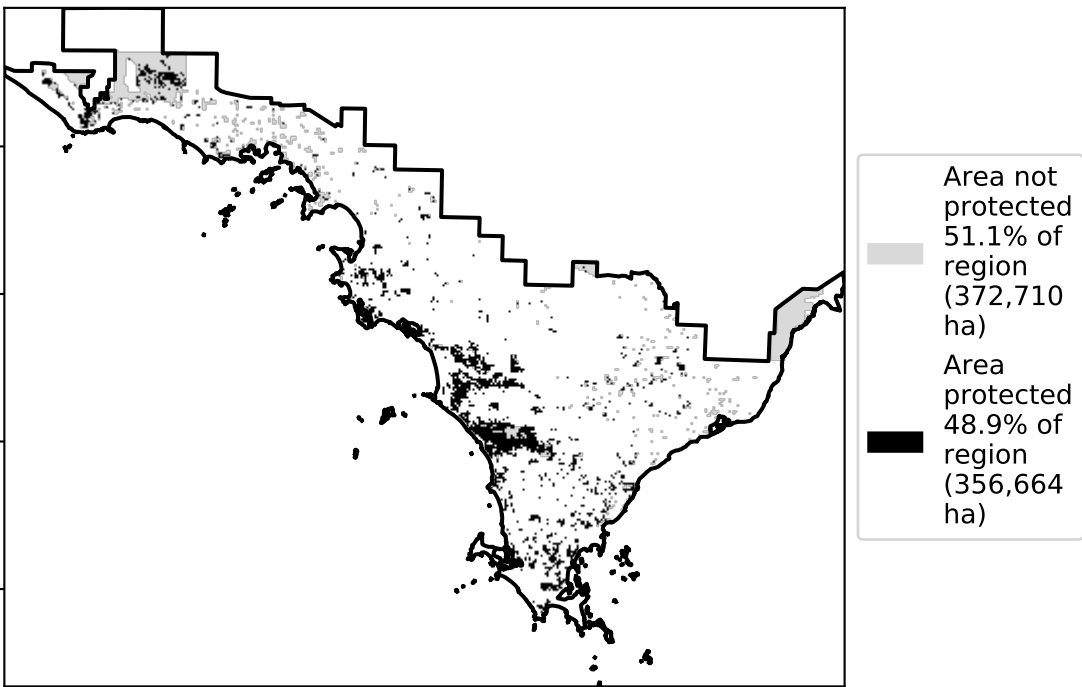 Area not
protected
51.1% of
region
(372,710
ha)
Area
protected
48.9% of
region
(356,664
ha)